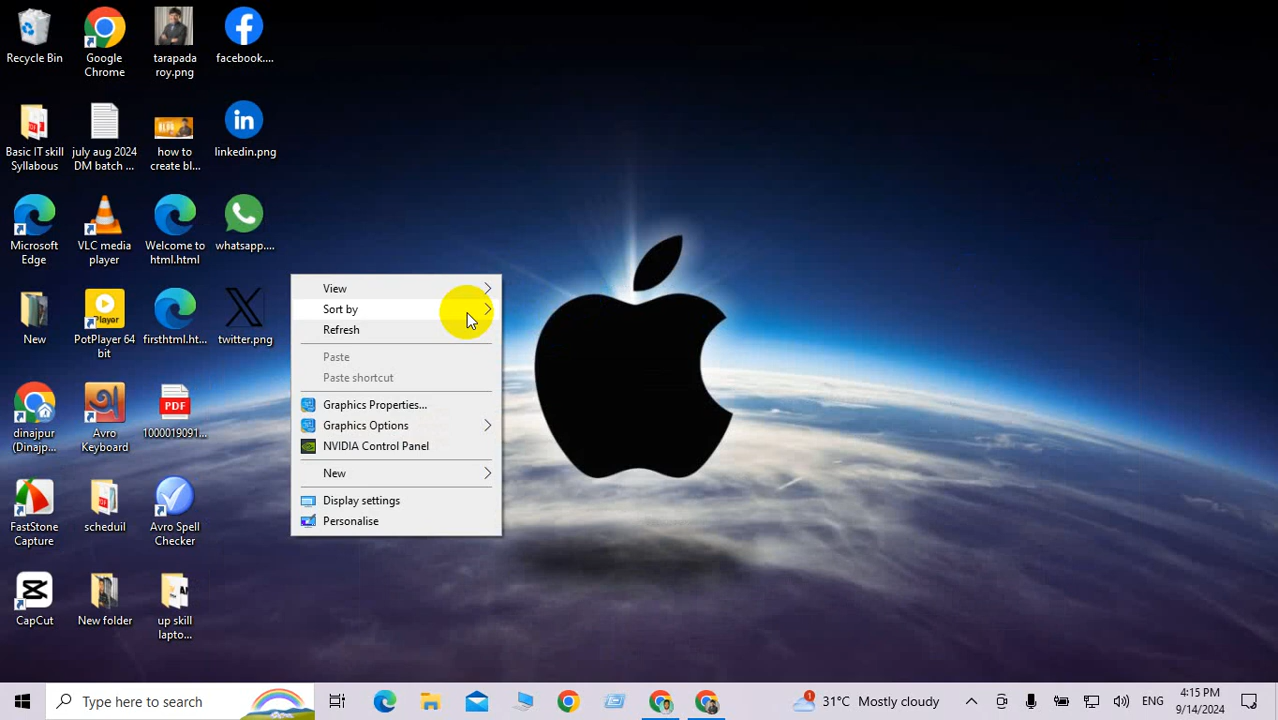 Recycle Bin
Google
Chrome
tarapada
roy.png
facebook....
Basic IT skill
Syllabous
july aug 2024
DM batch ...
how to
create bl...
linkedin.png
Microsoft
Edge
VLC media
player
Welcome to
html.html
whatsapp....
New
PotPlayer 64
bit
firsthtml.ht...
twitter.png
dinajpur
(Dinajp...
Avro
Keyboard
PDF
1000019091...
FastStone
Capture
scheduil
Avro Spell
Checker
CapCut
New folder
up skill
lapto...
View
Sort by
Refresh
Paste
Paste shortcut
Graphics Properties...
Graphics Options
NVIDIA Control Panel
New
Display settings
Personalise
Type here to search
1
31°C Mostly cloudy
ENG
4:15 PM
9/14/2024